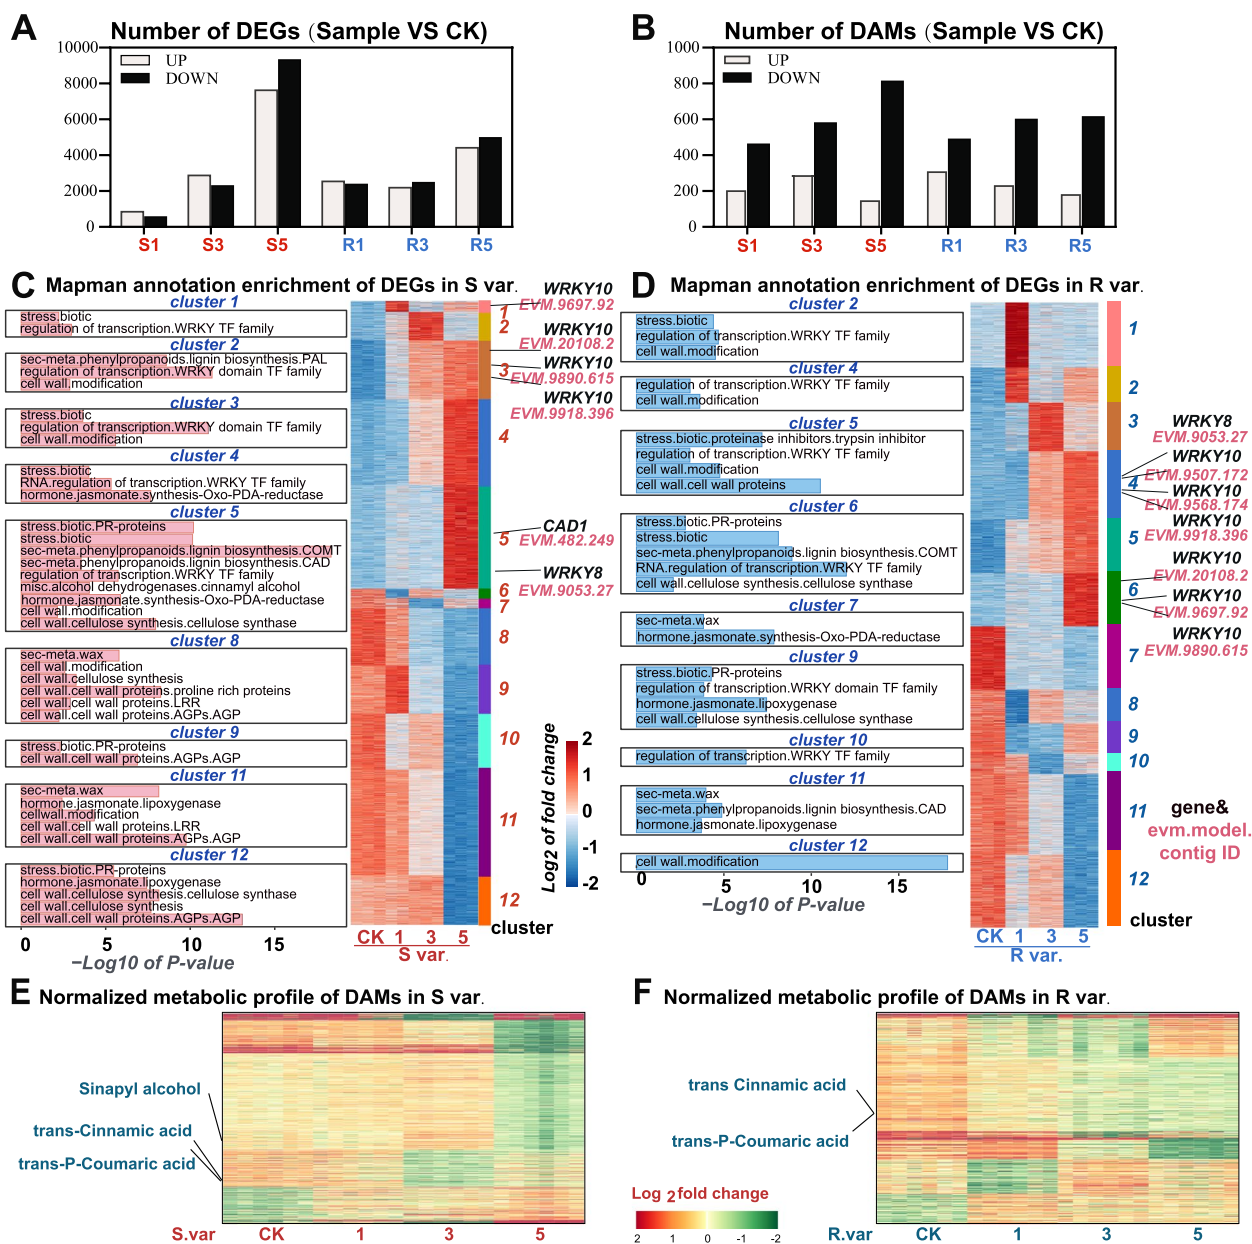 A
Number of DEGs (Sample VS CK)
10000
8000
6000
4000
2000
0
UP
DOWN
S1 S3 S5 R1 R3 R5
B
Number of DAMs (Sample VS CK)
1000
800
600
400
200
0
UP
DOWN
S1 S3 S5 R1 R3 R5
C Mapman annotation enrichment of DEGs in S var.
cluster 1
stress.biotic
regulation of transcription.WRKY TF family
cluster 2
sec-meta.phenylpropanoids.lignin biosynthesis.PAL
regulation of transcription.WRKY domain TF family
cell wall.modification
cluster 3
stress.biotic
regulation of transcription.WRKY domain TF family
cell wall.modification
cluster 4
stress.biotic
RNA.regulation of transcription.WRKY TF family
hormone.jasmonate.synthesis-Oxo-PDA-reductase
cluster 5
stress.biotic.PR-proteins
stress.biotic
sec-meta.phenylpropanoids.lignin biosynthesis.COMT
sec-meta.phenylpropanoids.lignin biosynthesis.CAD
regulation of transcription.WRKY TF family
misc.alcohol dehydrogenases.cinnamyl alcohol
hormone.jasmonate.synthesis-Oxo-PDA-reductase
cell wall.modification
cell wall.cellulose synthesis.cellulose synthase
cluster 8
sec-meta.wax
cell wall.modification
cell wall.cellulose synthesis
cell wall.cell wall proteins.proline rich proteins
cell wall.cell wall proteins.LRR
cell wall.cell wall proteins.AGPs.AGP
cluster 9
stress.biotic.PR-proteins
cell wall.cell wall proteins.AGPs.AGP
cluster 11
sec-meta.wax
hormone.jasmonate.lipoxygenase
cellwall.modification
cell wall.cell wall proteins.LRR
cell wall.cell wall proteins.AGPs.AGP
cluster 12
stress.biotic.PR-proteins
hormone.jasmonate.lipoxygenase
cell wall.cellulose synthesis.cellulose synthase
cell wall.cellulose synthesis
cell wall.cell wall proteins.AGPs.AGP
0 5 10 15
−Log10 of P-value
1
2
3
4
5
6
7
8
9
10
11
12
cluster
CK 1 3 5
S var.
WRKY10
EVM.9697.92
WRKY10
EVM.20108.2
WRKY10
EVM.9890.615
WRKY10
EVM.9918.396
CAD1
EVM.482.249
WRKY8
EVM.9053.27
Log2 of fold change
2
1
0
-1
-2
D Mapman annotation enrichment of DEGs in R var.
cluster 2
stress.biotic
regulation of transcription.WRKY TF family
cell wall.modification
cluster 4
regulation of transcription.WRKY TF family
cell wall.modification
cluster 5
stress.biotic.proteinase inhibitors.trypsin inhibitor
regulation of transcription.WRKY TF family
cell wall.modification
cell wall.cell wall proteins
cluster 6
stress.biotic.PR-proteins
stress.biotic
sec-meta.phenylpropanoids.lignin biosynthesis.COMT
RNA.regulation of transcription.WRKY TF family
cell wall.cellulose synthesis.cellulose synthase
cluster 7
sec-meta.wax
hormone.jasmonate.synthesis-Oxo-PDA-reductase
cluster 9
stress.biotic.PR-proteins
regulation of transcription.WRKY domain TF family
hormone.jasmonate.lipoxygenase
cell wall.cellulose synthesis.cellulose synthase
cluster 10
regulation of transcription.WRKY TF family
cluster 11
sec-meta.wax
sec-meta.phenylpropanoids.lignin biosynthesis.CAD
hormone.jasmonate.lipoxygenase
cluster 12
cell wall.modification
0 5 10 15
−Log10 of P-value
1
2
3
4
5
6
7
8
9
10
11
12
cluster
CK 1 3 5
R var.
WRKY8
EVM.9053.27
WRKY10
EVM.9507.172
WRKY10
EVM.9568.174
WRKY10
EVM.9918.396
WRKY10
EVM.20108.2
WRKY10
EVM.9697.92
WRKY10
EVM.9890.615
gene&
evm.model.
contig ID
E Normalized metabolic profile of DAMs in S var.
Sinapyl alcohol
trans-Cinnamic acid
trans-P-Coumaric acid
S.var CK 1 3 5
F Normalized metabolic profile of DAMs in R var.
trans Cinnamic acid
trans-P-Coumaric acid
Log 2 fold change
2 1 0 -1 -2
R.var CK 1 3 5